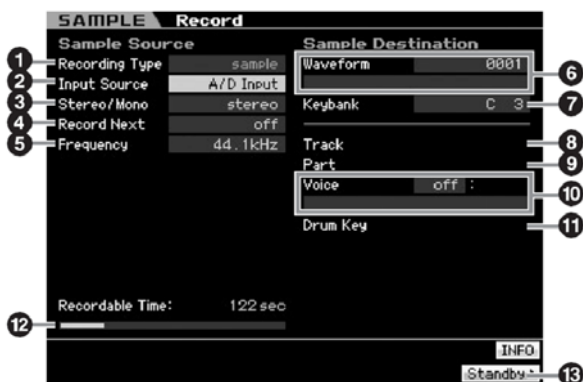 SAMPLE Record
Sample Source
Sample Destination
1 Recording Type sample
2 Input Source A/D Input
3 Stereo/Mono stereo
4 Record Next off
5 Frequency 44.1kHz
Waveform 0001 6
Keybank C 3 7
Track 8
Part 9
Voice off : 10
Drum Key 11
Recordable Time: 122 sec
12
INFO
Standby 13